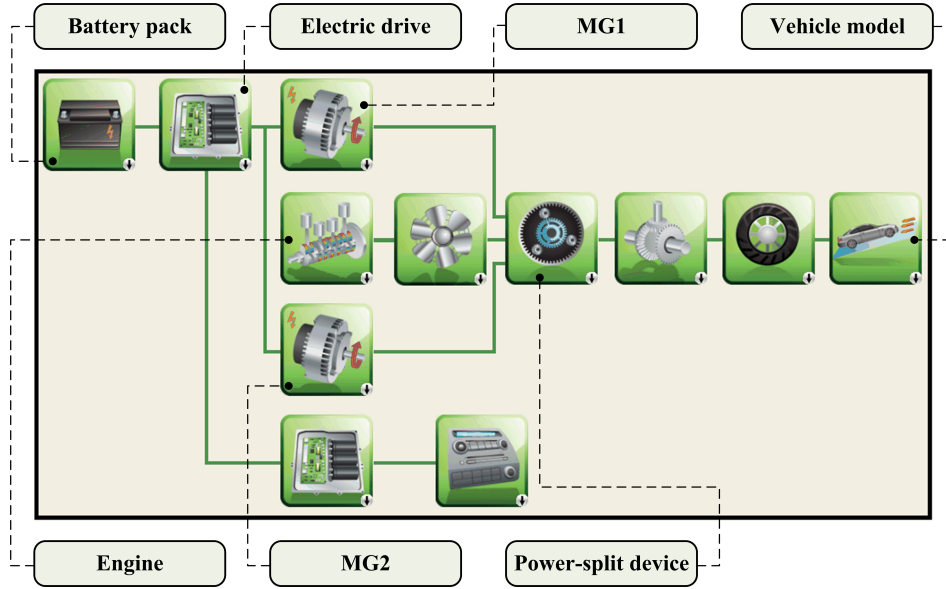 Battery pack
Electric drive
MG1
Vehicle model
Engine
MG2
Power-split device